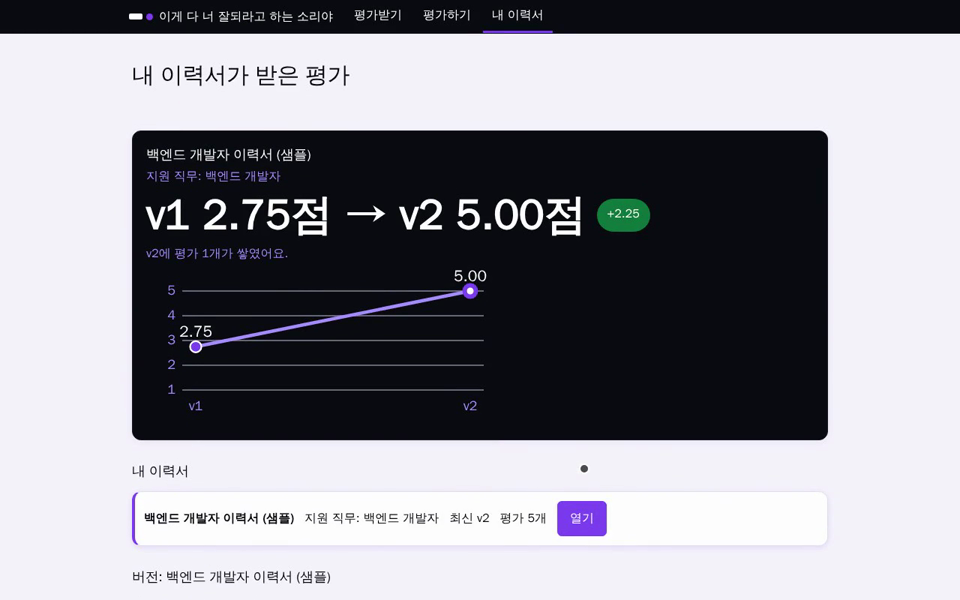 이게 다 너 잘되라고 하는 소리야 평가받기 평가하기 내 이력서
내 이력서가 받은 평가
백엔드 개발자 이력서 (샘플)
지원 직무: 백엔드 개발자
v1 2.75점 → v2 5.00점 +2.25
v2에 평가 1개가 쌓였어요.
5.00
5
4
2.75
3
2
1
v1 v2
내 이력서
백엔드 개발자 이력서 (샘플) 지원 직무: 백엔드 개발자 최신 v2 평가 5개 열기
버전: 백엔드 개발자 이력서 (샘플)